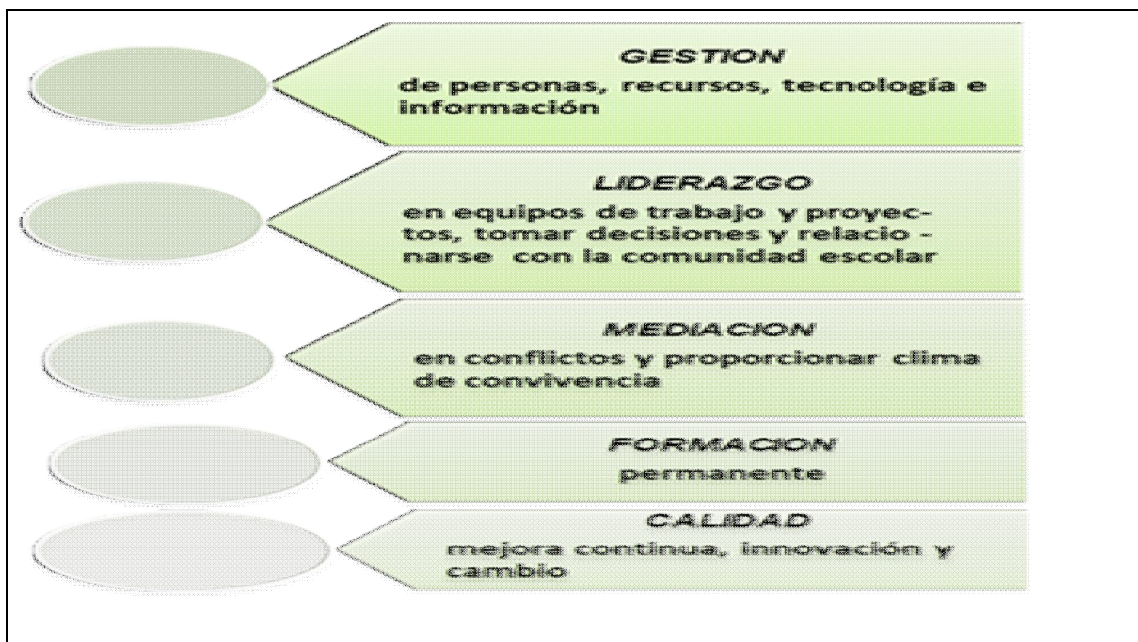 GESTION
de personas, recursos, tecnología e
información
LIDERAZGO
en equipos de trabajo y proyec-
tos, tomar decisiones y relacio -
narse con la comunidad escolar
MEDIACION
en conflictos y proporcionar clima
de convivencia
FORMACION
permanente
CALIDAD
mejora continua, innovación y
cambio